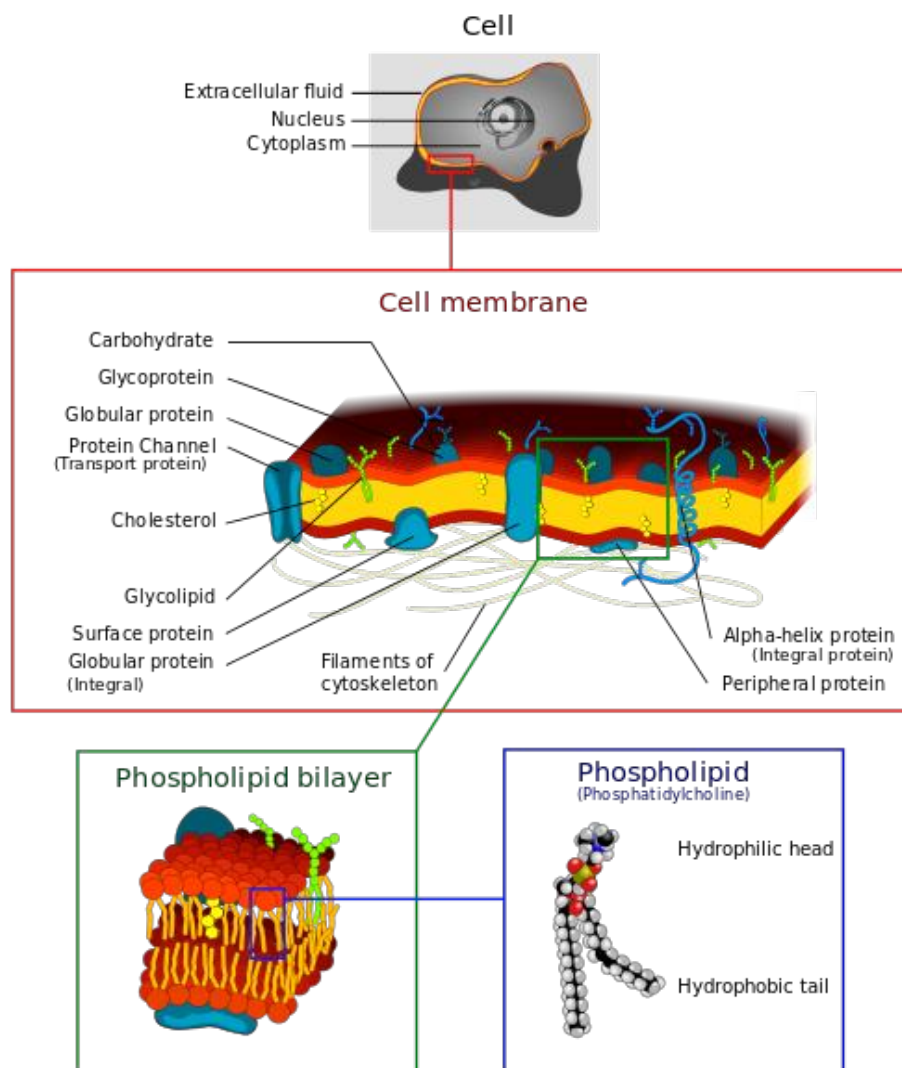 Cell
Extracellular fluid
Nucleus
Cytoplasm
Cell membrane
Carbohydrate
Glycoprotein
Globular protein
Protein Channel
(Transport protein)
Cholesterol
Glycolipid
Surface protein
Globular protein
(Integral)
Filaments of
cytoskeleton
Alpha-helix protein
(Integral protein)
Peripheral protein
Phospholipid bilayer
Phospholipid
(Phosphatidylcholine)
Hydrophilic head
Hydrophobic tail